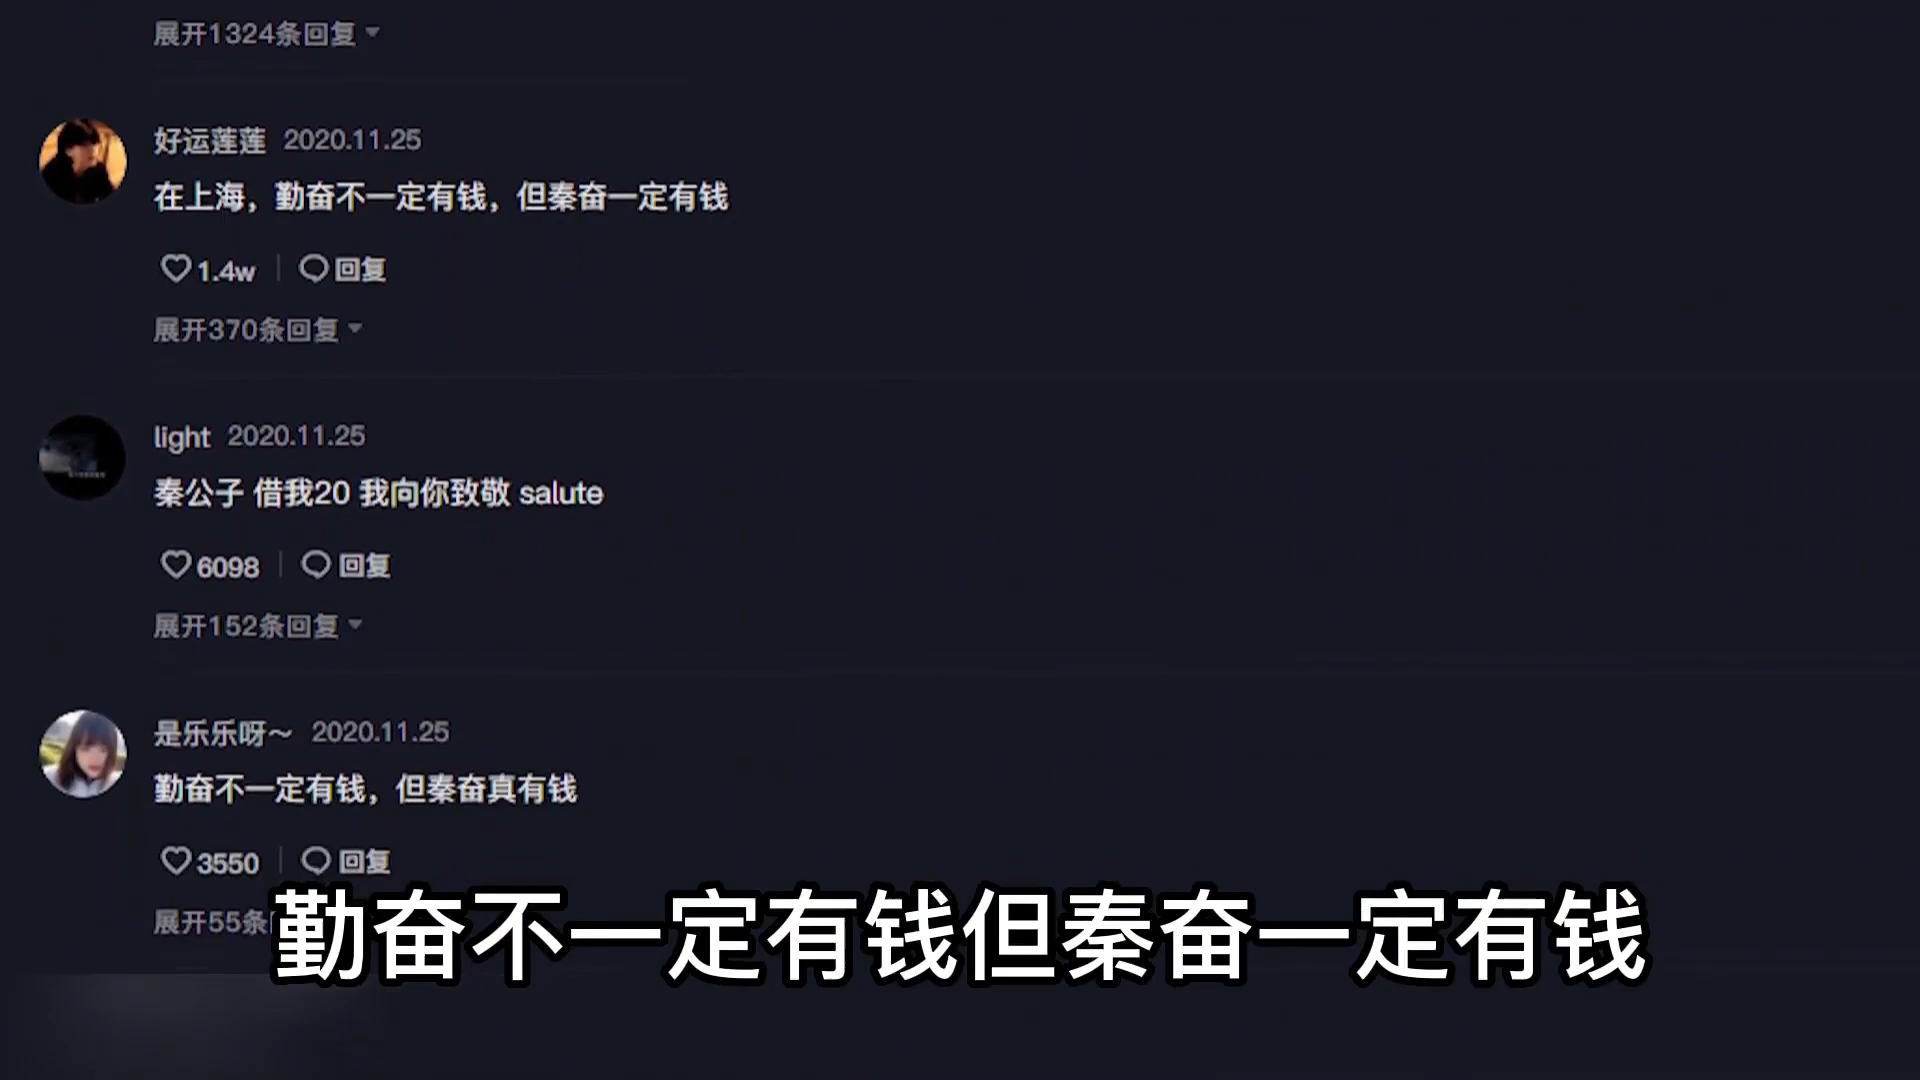 展开1324条回复
好运莲莲 2020.11.25
在上海，勤奋不一定有钱，但秦奋一定有钱
1.4w 回复
展开370条回复
light 2020.11.25
秦公子 借我20 我向你致敬 salute
6098 回复
展开152条回复
是乐乐呀～ 2020.11.25
勤奋不一定有钱，但秦奋真有钱
3550 回复
展开55条
勤奋不一定有钱但秦奋一定有钱